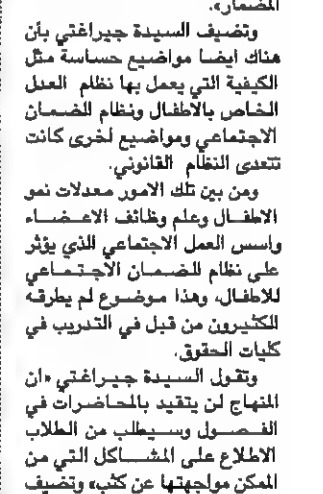 المضمار».
وتضيف السيدة جيراغتي بأن
هناك ايضا مواضيع حساسة مثل
الكيفية التي يعمل بها نظام العدل
الخاص بالاطفال ونظام الضمان
الاجتماعي ومواضيع اخرى كانت
تتعدى النظام القانوني.
ومن بين تلك الامور معدلات نمو
الاطفال وعلم وظائف الاعضاء
واسس العمل الاجتماعي الذي يؤثر
على نظام الضمان الاجتماعي
للاطفال، وهذا موضوع لم يطرقه
الكثيرون من قبل في التدريب في
كليات الحقوق.
وتقول السيدة جيراغتي «ان
المنهاج لن يتقيد بالمحاضرات في
الفصول وسيطلب من الطلاب
الاطلاع على المشاكل التي من
الممكن مواجهتها عن كثب» وتضيف